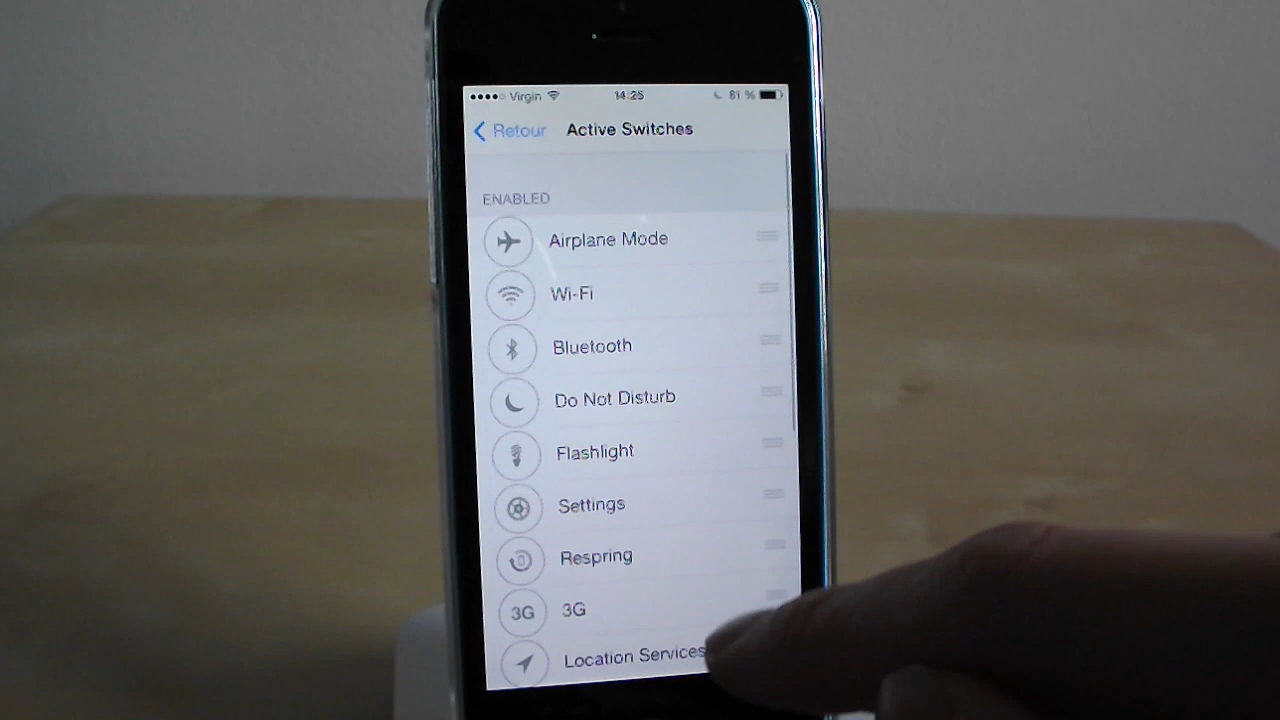 Virgin 14:25 81 %
Retour Active Switches
ENABLED
Airplane Mode
Wi-Fi
Bluetooth
Do Not Disturb
Flashlight
Settings
Respring
3G 3G
Location Services